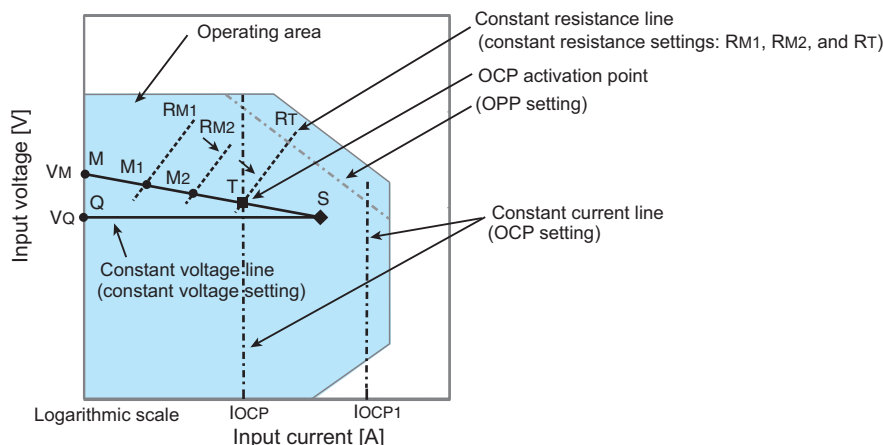 Operating area
Constant resistance line
(constant resistance settings: RM1, RM2, and RT)
OCP activation point
(OPP setting)
RM1
RM2
RT
Input voltage [V]
VM
M
M1
M2
T
S
VQ
Q
Constant current line
(OCP setting)
Constant voltage line
(constant voltage setting)
Logarithmic scale
IOCP
IOCP1
Input current [A]